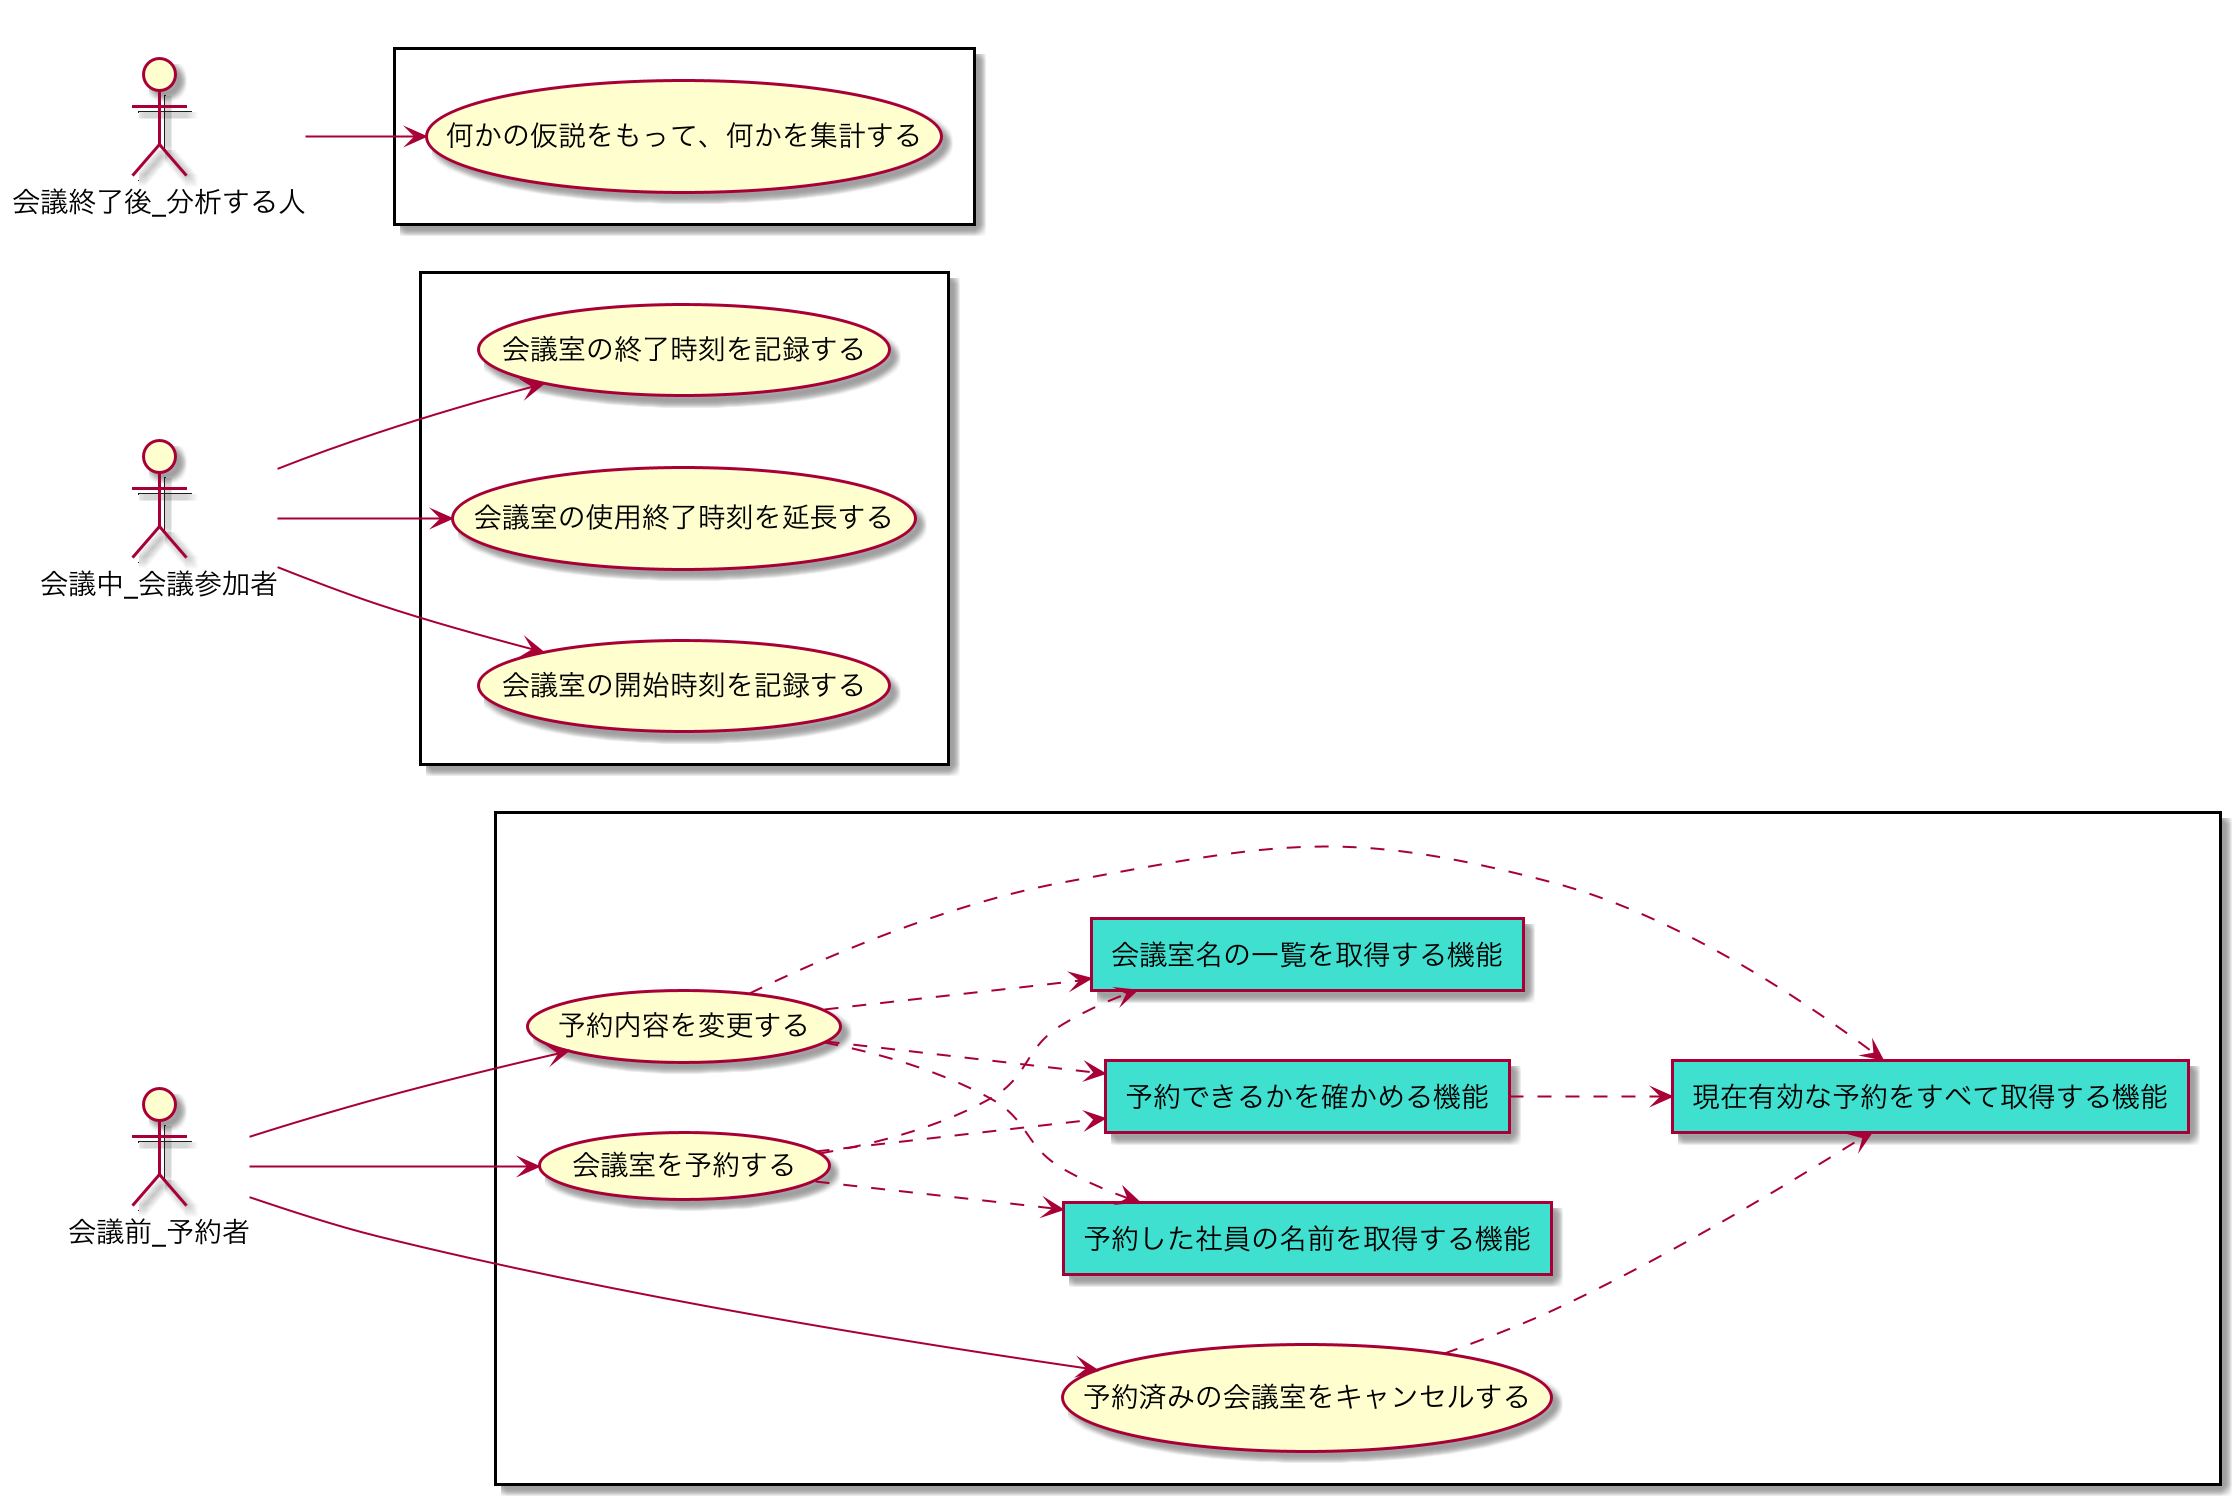 何かの仮説をもって、何かを集計する
会議終了後_分析する人
会議室の終了時刻を記録する
会議室の使用終了時刻を延長する
会議中_会議参加者
会議室の開始時刻を記録する
会議室名の一覧を取得する機能
予約内容を変更する
予約できるかを確かめる機能
現在有効な予約をすべて取得する機能
会議室を予約する
会議前_予約者
予約した社員の名前を取得する機能
予約済みの会議室をキャンセルする